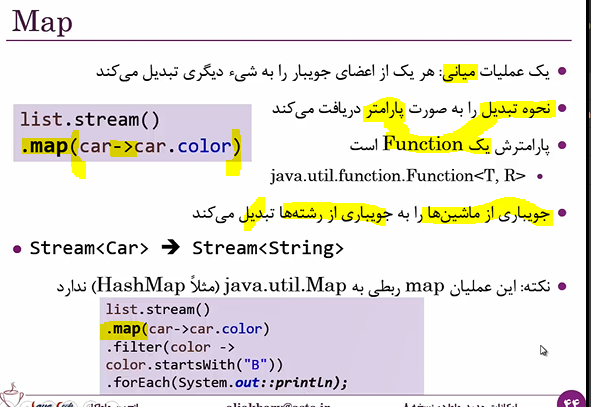 Map
یک عملیات میانی: هر یک از اعضای جویبار را به شیء دیگری تبدیل می‌کند
نحوه تبدیل را به صورت پارامتر دریافت می‌کند
پارامترش یک Function است
java.util.function.Function<T, R>
list.stream()
.map(car->car.color)
جویباری از ماشین‌ها را به جویباری از رشته‌ها تبدیل می‌کند
Stream<Car> → Stream<String>
نکته: این عملیان map ربطی به java.util.Map (مثلاً HashMap) ندارد
list.stream()
.map(car->car.color)
.filter(color ->
color.startsWith("B"))
.forEach(System.out::println);
۴۴